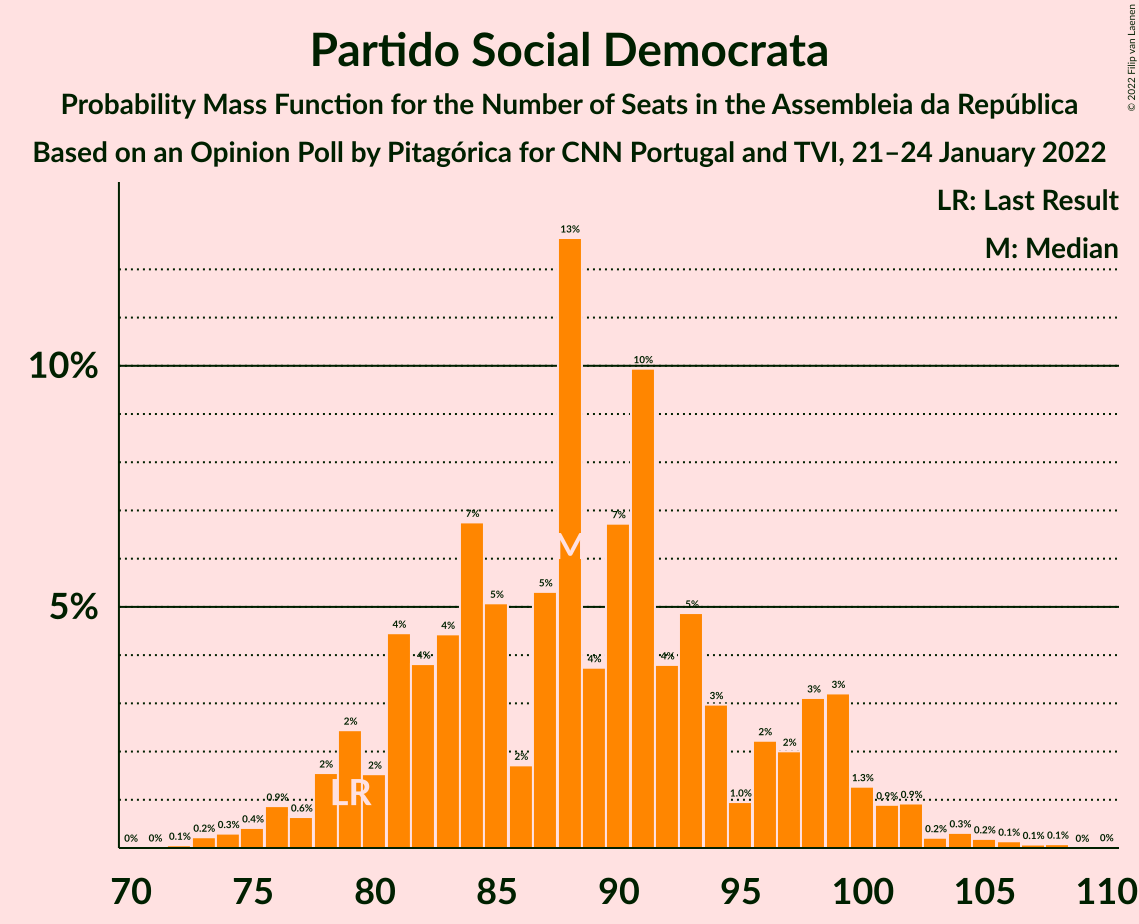 Partido Social Democrata
Probability Mass Function for the Number of Seats in the Assembleia da República
Based on an Opinion Poll by Pitagórica for CNN Portugal and TVI, 21–24 January 2022
© 2022 Filip van Laenen
LR: Last Result
M: Median
10%
5%
0% 0% 0.1% 0.2% 0.3% 0.4% 0.9% 0.6% 2% 2% 2% 4% 4% 4% 7% 5% 2% 5% 13% 4% 7% 10% 4% 5% 3% 1.0% 2% 2% 3% 3% 1.3% 0.9% 0.9% 0.2% 0.3% 0.2% 0.1% 0.1% 0.1% 0% 0%
LR
M
70 75 80 85 90 95 100 105 110